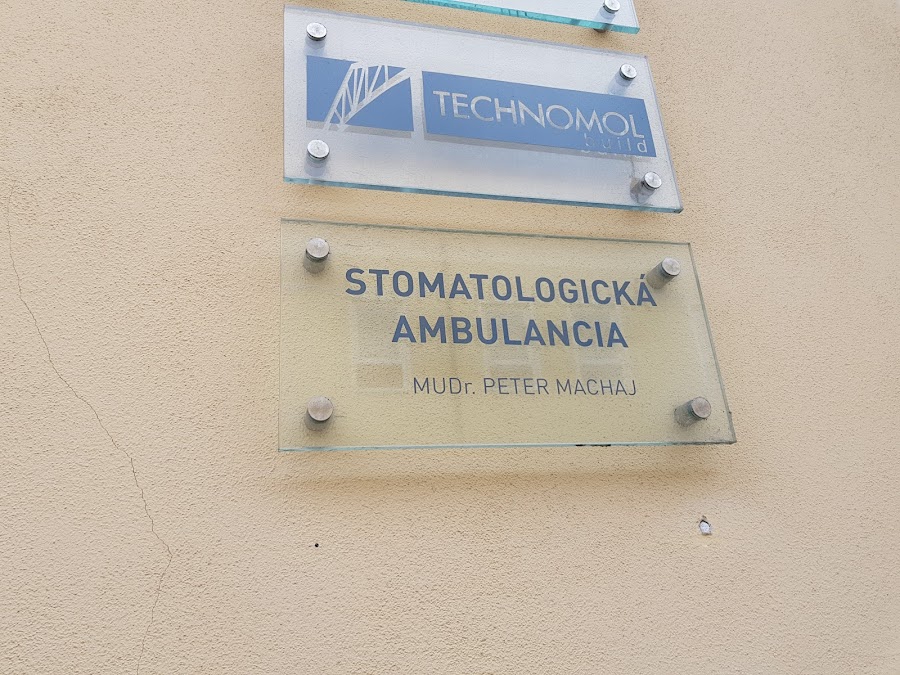 TECHNOMOL
build
STOMATOLOGICKÁ
AMBULANCIA
MUDr. PETER MACHAJ